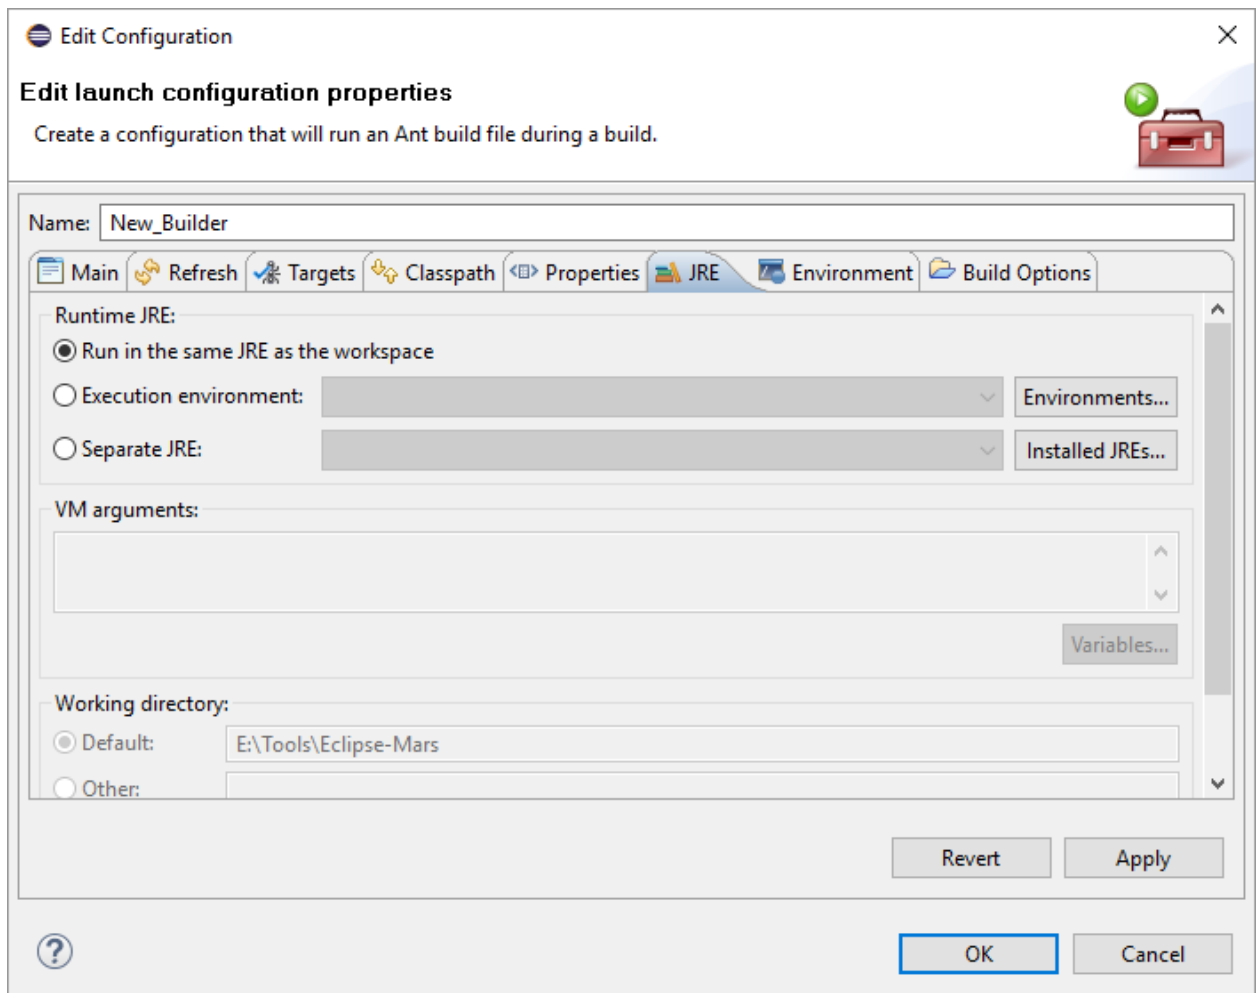 Edit Configuration
Edit launch configuration properties
Create a configuration that will run an Ant build file during a build.
Name: New_Builder
Main Refresh Targets Classpath Properties JRE Environment Build Options
Runtime JRE:
Run in the same JRE as the workspace
Execution environment: Environments...
Separate JRE: Installed JREs...
VM arguments:
Variables...
Working directory:
Default: E:\Tools\Eclipse-Mars
Other:
Revert Apply
OK Cancel